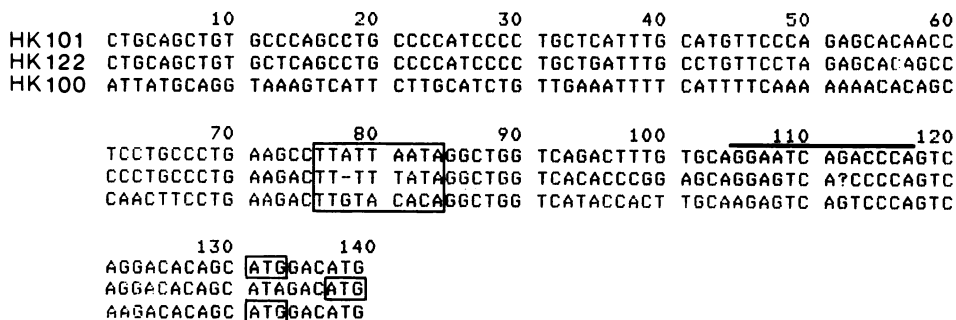 10 20 30 40 50 60
HK101 CTGCAGCTGT GCCCAGCCTG CCCCATCCCC TGCTCATTTG CATGTTCCCA GAGCACAACC
HK122 CTGCAGCTGT GCTCAGCCTG CCCCATCCCC TGCTGATTTG CCTGTTCCTA GAGCACAGCC
HK100 ATTATGCAGG TAAAGTCATT CTTGCATCTG TTGAAATTTT CATTTTCAAA AAAACACAGC
70 80 90 100 110 120
TCCTGCCCTG AAGCCTTATT AATAGGCTGG TCAGACTTTG TGCAGGAATC AGACCCAGTC
CCCTGCCCTG AAGACTT-TT TATAGGCTGG TCACACCCGG AGCAGGAGTC A?CCCCAGTC
CAACTTCCTG AAGACTTGTA CACAGGCTGG TCATACCACT TGCAAGAGTC AGTCCCAGTC
130 140
AGGACACAGC ATGGACATG
AGGACACAGC ATAGACATG
AAGACACAGC ATGGACATG